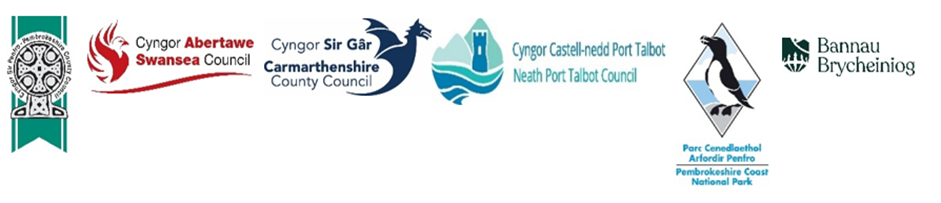 Cyngor Sir Penfro · Pembrokeshire County Council
Cyngor Abertawe
Swansea Council
Cyngor Sir Gâr
Carmarthenshire
County Council
Cyngor Castell-nedd Port Talbot
Neath Port Talbot Council
Parc Cenedlaethol
Arfordir Penfro
Pembrokeshire Coast
National Park
Bannau
Brycheiniog